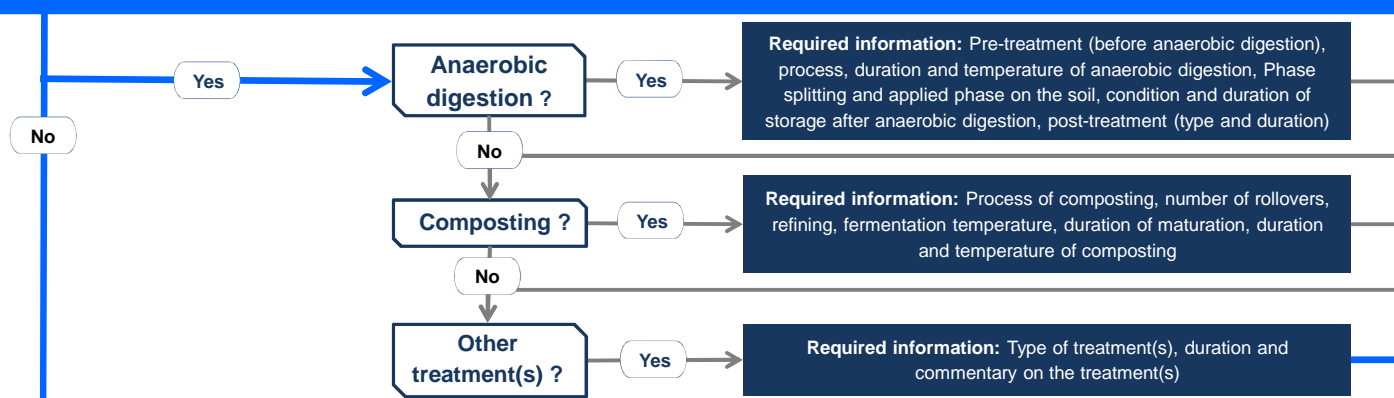 Yes
No
Anaerobic
digestion ?
Yes
Required information: Pre-treatment (before anaerobic digestion),
process, duration and temperature of anaerobic digestion, Phase
splitting and applied phase on the soil, condition and duration of
storage after anaerobic digestion, post-treatment (type and duration)
No
Composting ?
Yes
Required information: Process of composting, number of rollovers,
refining, fermentation temperature, duration of maturation, duration
and temperature of composting
No
Other
treatment(s) ?
Yes
Required information: Type of treatment(s), duration and
commentary on the treatment(s)